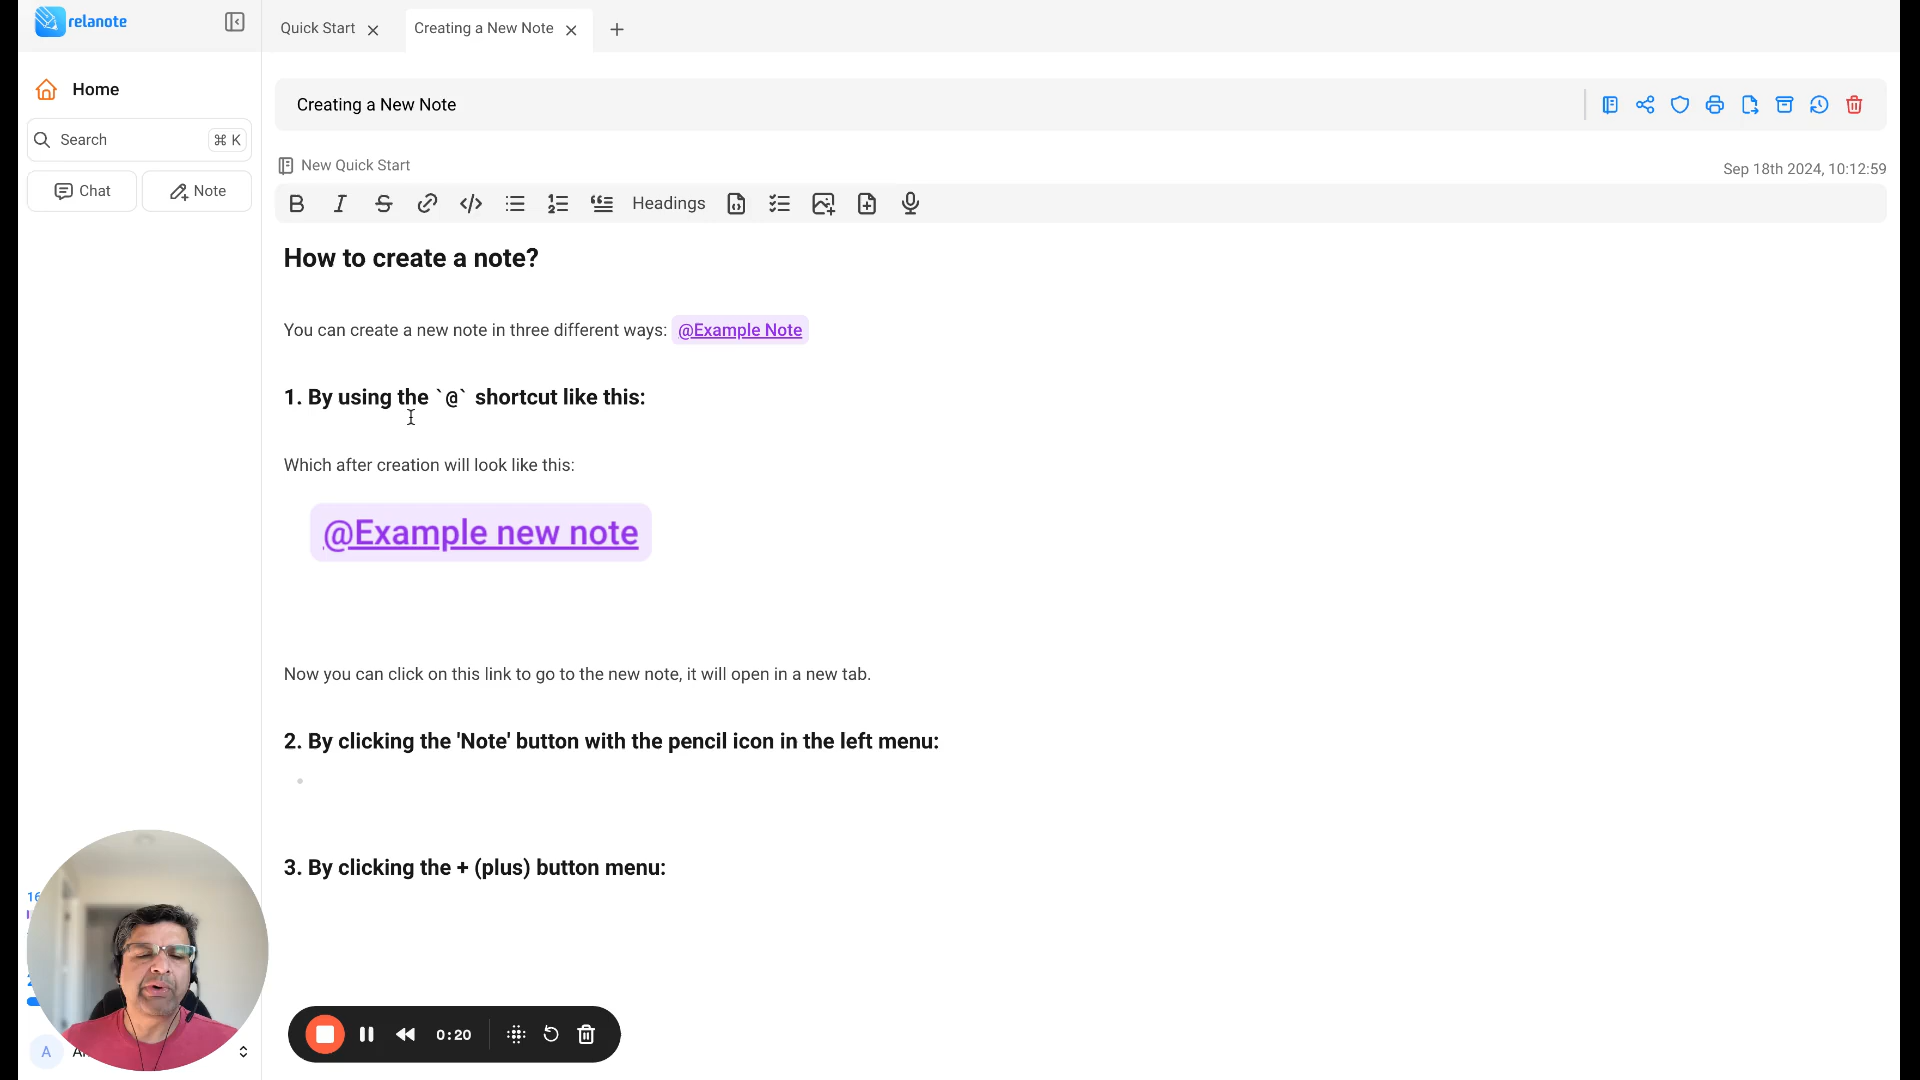 relanote
Quick Start
Creating a New Note
Home
Search
⌘ K
Chat
Note
Creating a New Note
New Quick Start
Sep 18th 2024, 10:12:59
Headings
How to create a note?
You can create a new note in three different ways: @Example Note
1. By using the `@` shortcut like this:
Which after creation will look like this:
@Example new note
Now you can click on this link to go to the new note, it will open in a new tab.
2. By clicking the 'Note' button with the pencil icon in the left menu:
3. By clicking the + (plus) button menu:
0:20
A